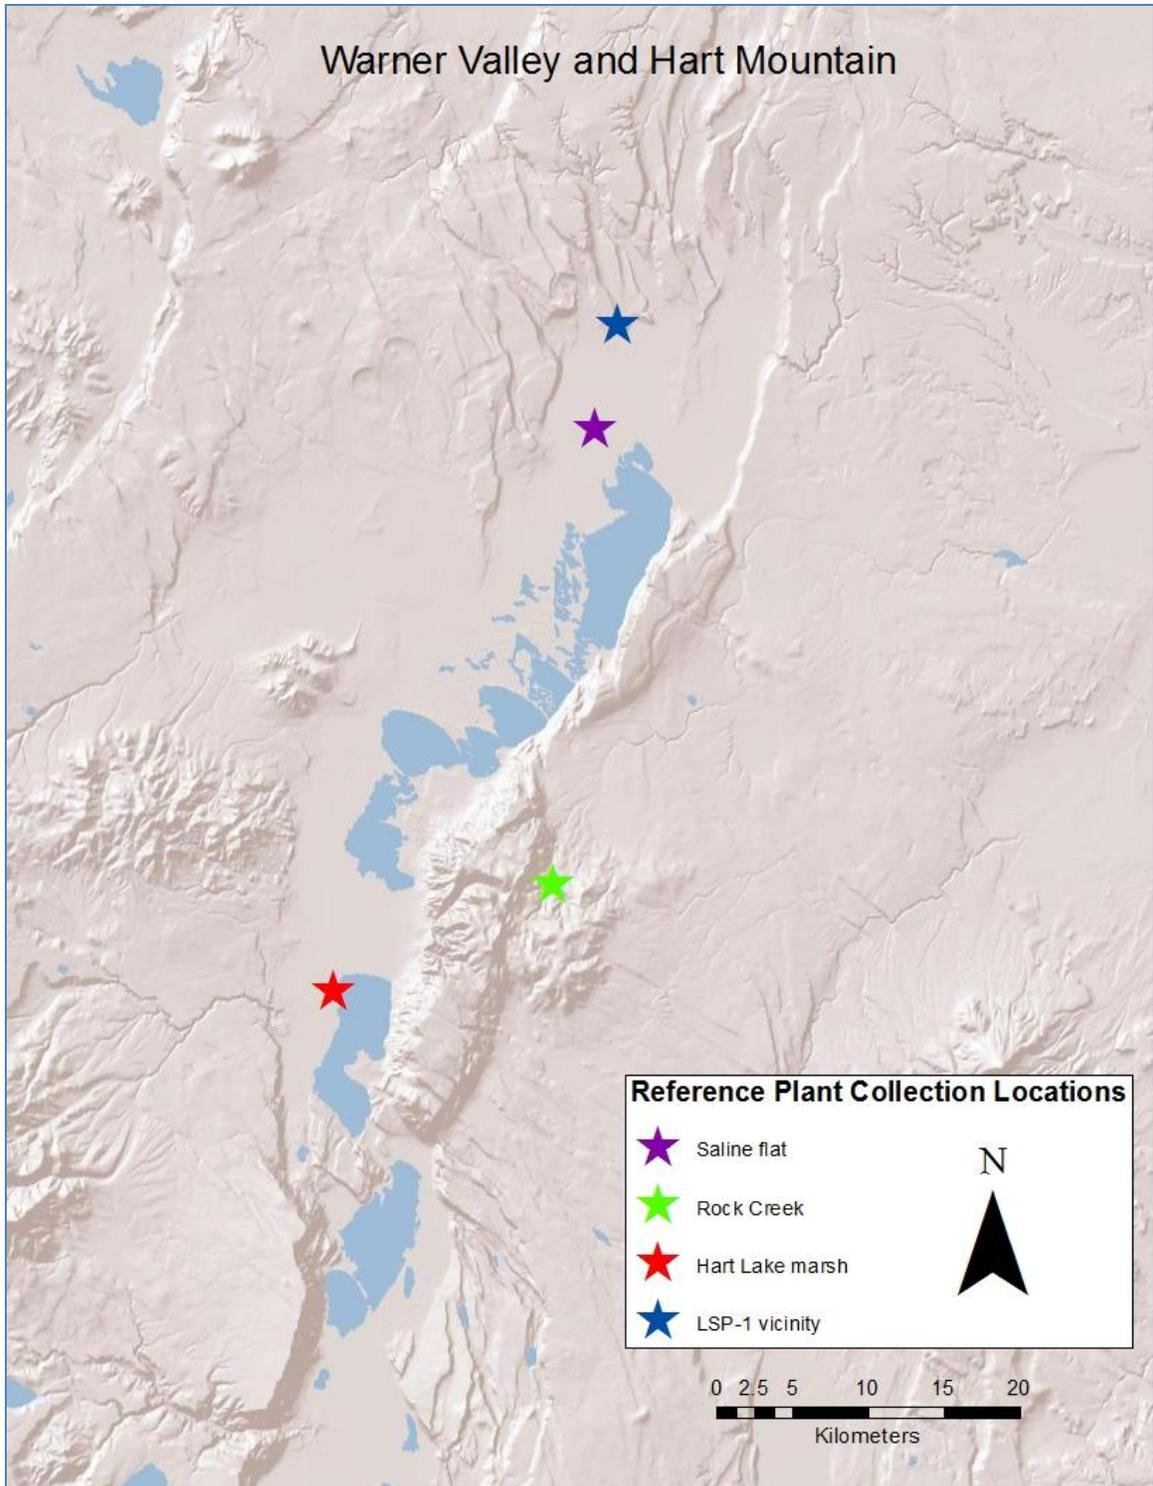 Warner Valley and Hart Mountain
Reference Plant Collection Locations
Saline flat
Rock Creek
Hart Lake marsh
LSP-1 vicinity
N
0 2.5 5 10 15 20
Kilometers